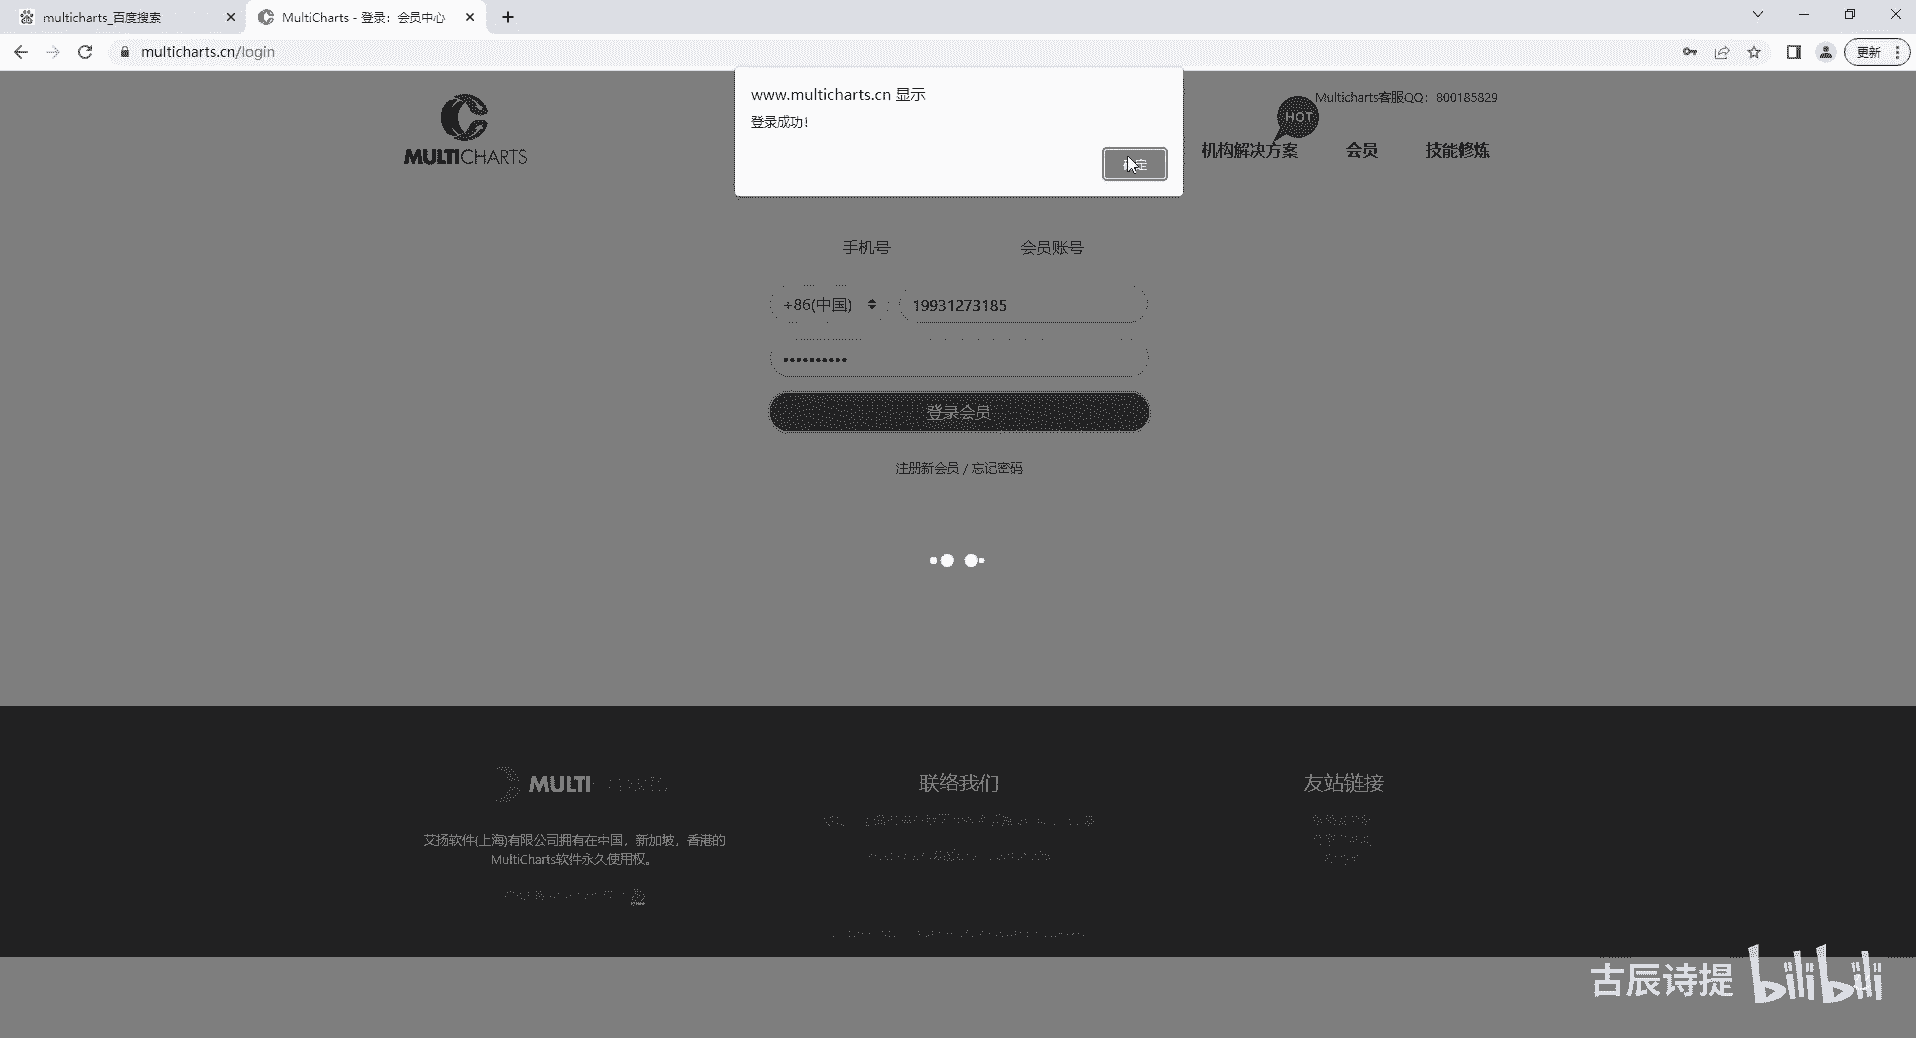 multicharts_百度搜索
MultiCharts - 登录：会员中心
multicharts.cn/login
更新
www.multicharts.cn 显示
登录成功！
MULTICHARTS
HOT
Multicharts客服QQ：800185829
机构解决方案
会员
技能修炼
手机号
会员账号
+86(中国)
19931273185
登录会员
注册新会员 / 忘记密码
MULTI
联络我们
友站链接
艾扬软件(上海)有限公司拥有在中国，新加坡，香港的
MultiCharts软件永久使用权。
古辰诗提 bilibili